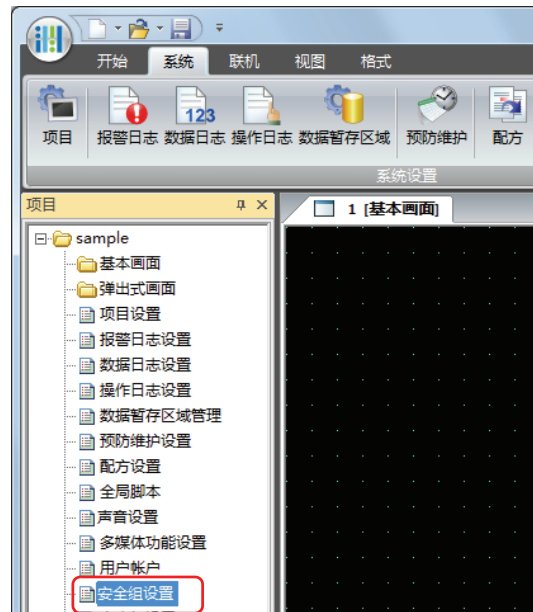 开始 系统 联机 视图 格式
123
项目 报警日志 数据日志 操作日志 数据暂存区域 预防维护 配方
系统设置
项目
1 [基本画面]
sample
基本画面
弹出式画面
项目设置
报警日志设置
数据日志设置
操作日志设置
数据暂存区域管理
预防维护设置
配方设置
全局脚本
声音设置
多媒体功能设置
用户帐户
安全组设置